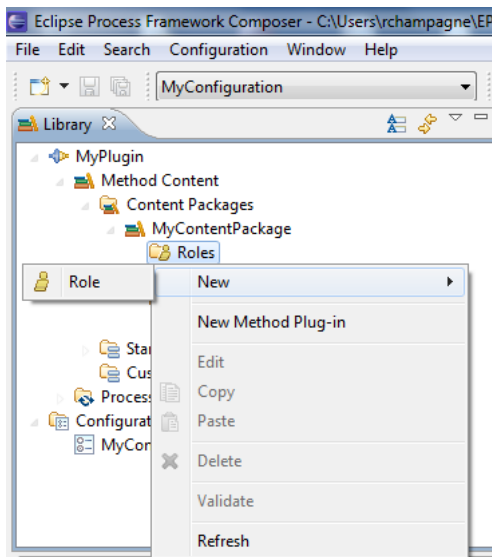 Eclipse Process Framework Composer - C:\Users\rchampagne\EP
File Edit Search Configuration Window Help
MyConfiguration
Library
MyPlugin
Method Content
Content Packages
MyContentPackage
Roles
Role New
New Method Plug-in
Edit
Star
Cus
Copy
Process
Configurat
Paste
MyCon
Delete
Validate
Refresh